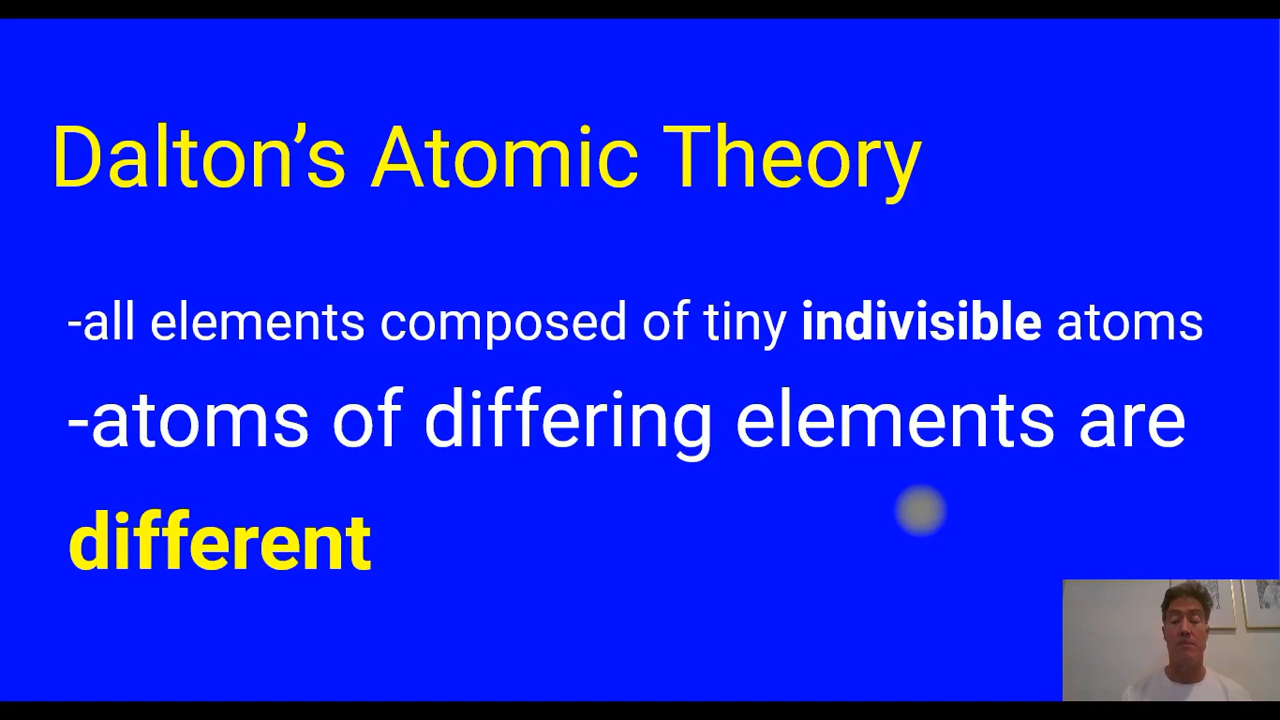 Dalton’s Atomic Theory
-all elements composed of tiny indivisible atoms
-atoms of differing elements are
different